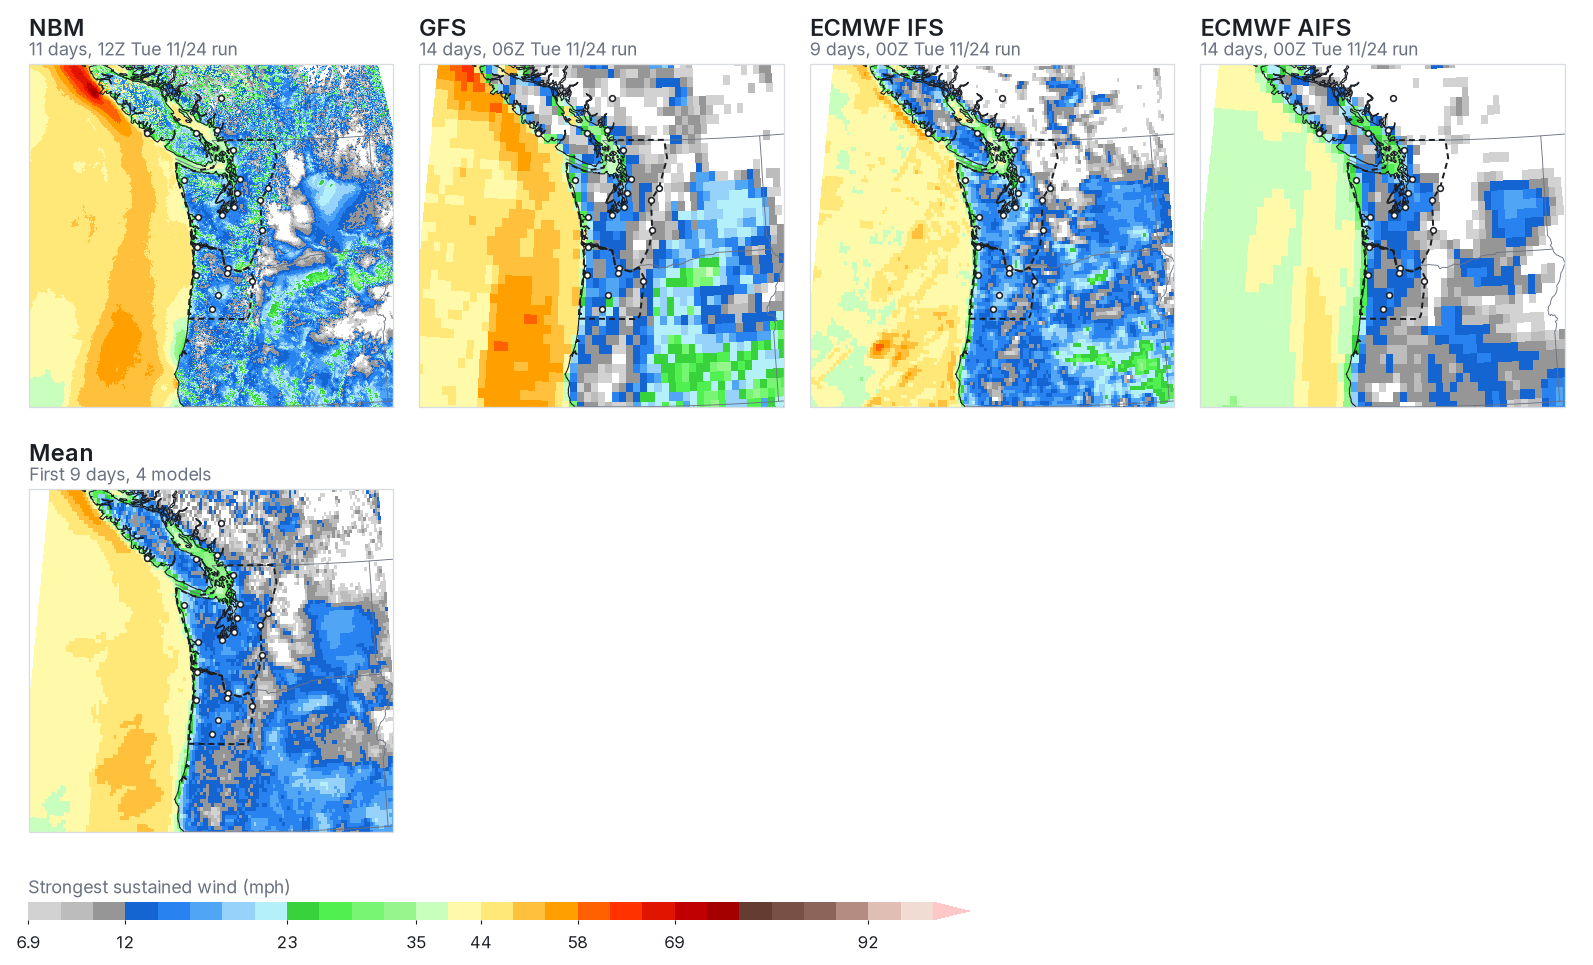 NBM
11 days, 12Z Tue 11/24 run
GFS
14 days, 06Z Tue 11/24 run
ECMWF IFS
9 days, 00Z Tue 11/24 run
ECMWF AIFS
14 days, 00Z Tue 11/24 run
Mean
First 9 days, 4 models
Strongest sustained wind (mph)
6.9 12 23 35 44 58 69 92